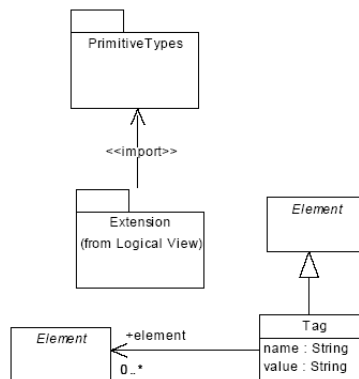 PrimitiveTypes
<<import>>
Extension
(from Logical View)
Element
Tag
name : String
value : String
Element
+element
0..*